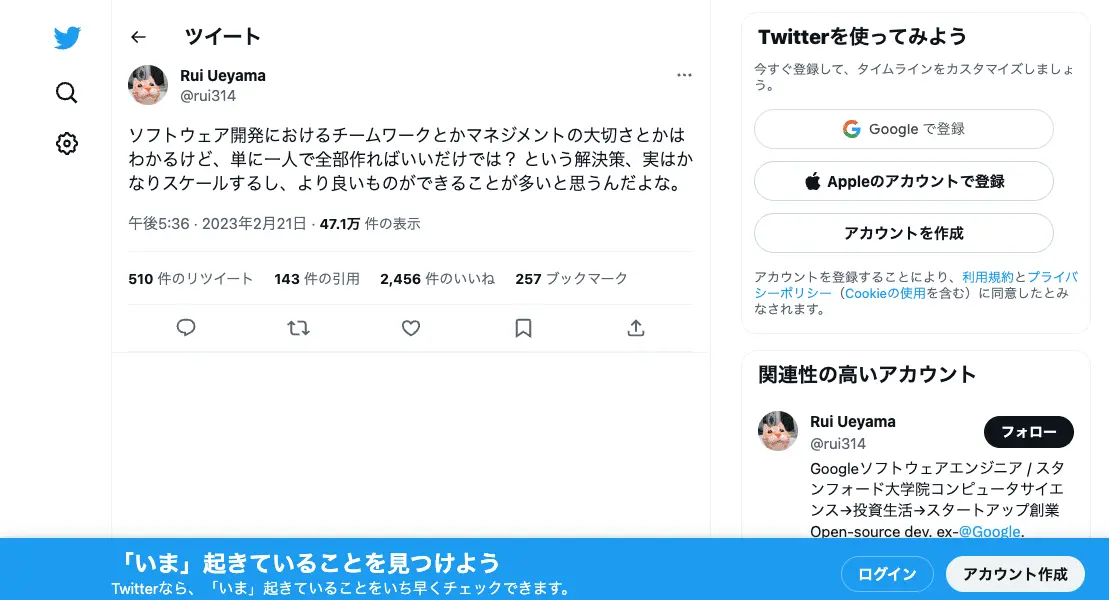 ツイート
Rui Ueyama
@rui314
ソフトウェア開発におけるチームワークとかマネジメントの大切さとかは
わかるけど、単に一人で全部作ればいいだけでは？ という解決策、実はか
なりスケールするし、より良いものができることが多いと思うんだよな。
午後5:36 · 2023年2月21日 · 47.1万 件の表示
510 件のリツイート 143 件の引用 2,456 件のいいね 257 ブックマーク
Twitterを使ってみよう
今すぐ登録して、タイムラインをカスタマイズしましょ
う。
Google で登録
Appleのアカウントで登録
アカウントを作成
アカウントを登録することにより、利用規約とプライバ
シーポリシー（Cookieの使用を含む）に同意したとみ
なされます。
関連性の高いアカウント
Rui Ueyama
@rui314
フォロー
Googleソフトウェアエンジニア / スタ
ンフォード大学院コンピュータサイエ
ンス→投資生活→スタートアップ創業
Open-source dev. ex-@Google.
「いま」起きていることを見つけよう
Twitterなら、「いま」起きていることをいち早くチェックできます。
ログイン
アカウント作成